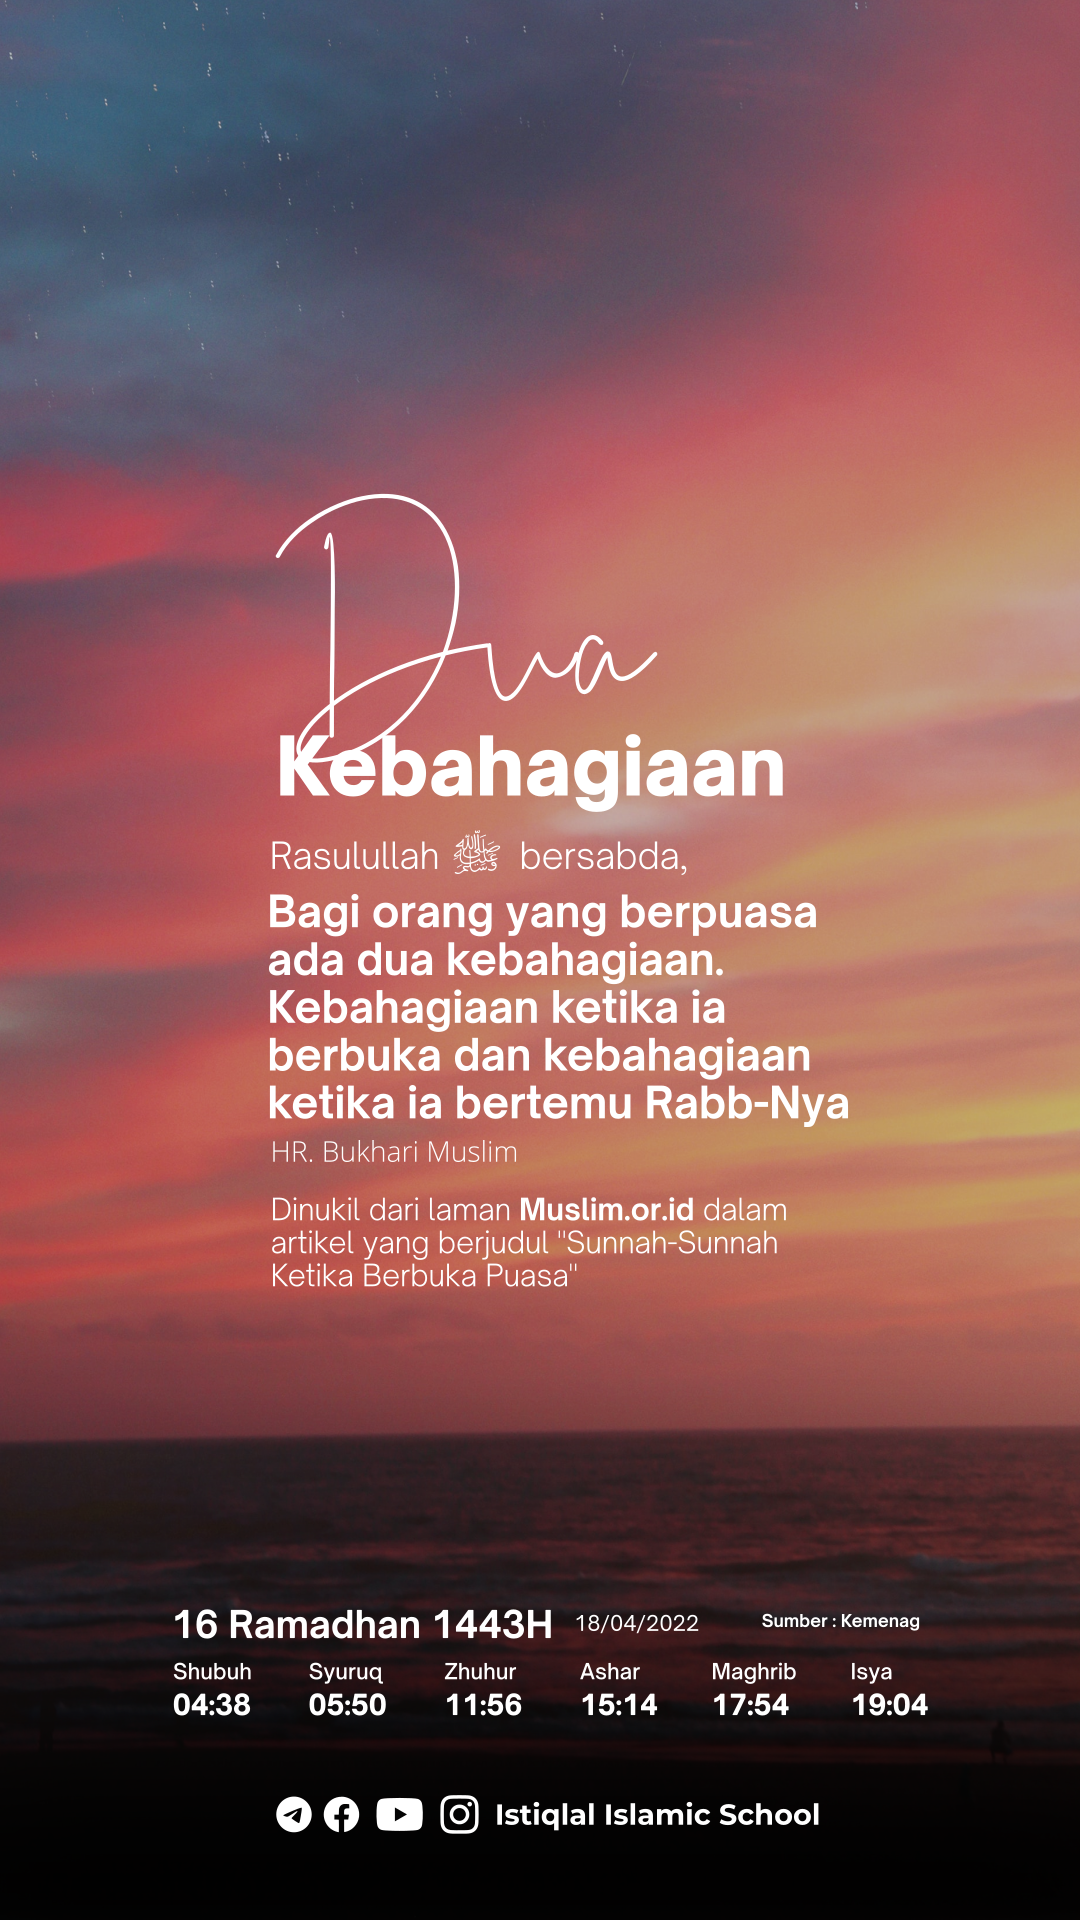 Dua
Kebahagiaan
Rasulullah ﷺ bersabda,
Bagi orang yang berpuasa
ada dua kebahagiaan.
Kebahagiaan ketika ia
berbuka dan kebahagiaan
ketika ia bertemu Rabb-Nya
HR. Bukhari Muslim
Dinukil dari laman Muslim.or.id dalam
artikel yang berjudul "Sunnah-Sunnah
Ketika Berbuka Puasa"
16 Ramadhan 1443H 18/04/2022 Sumber : Kemenag
Shubuh Syuruq Zhuhur Ashar Maghrib Isya
04:38 05:50 11:56 15:14 17:54 19:04
Istiqlal Islamic School